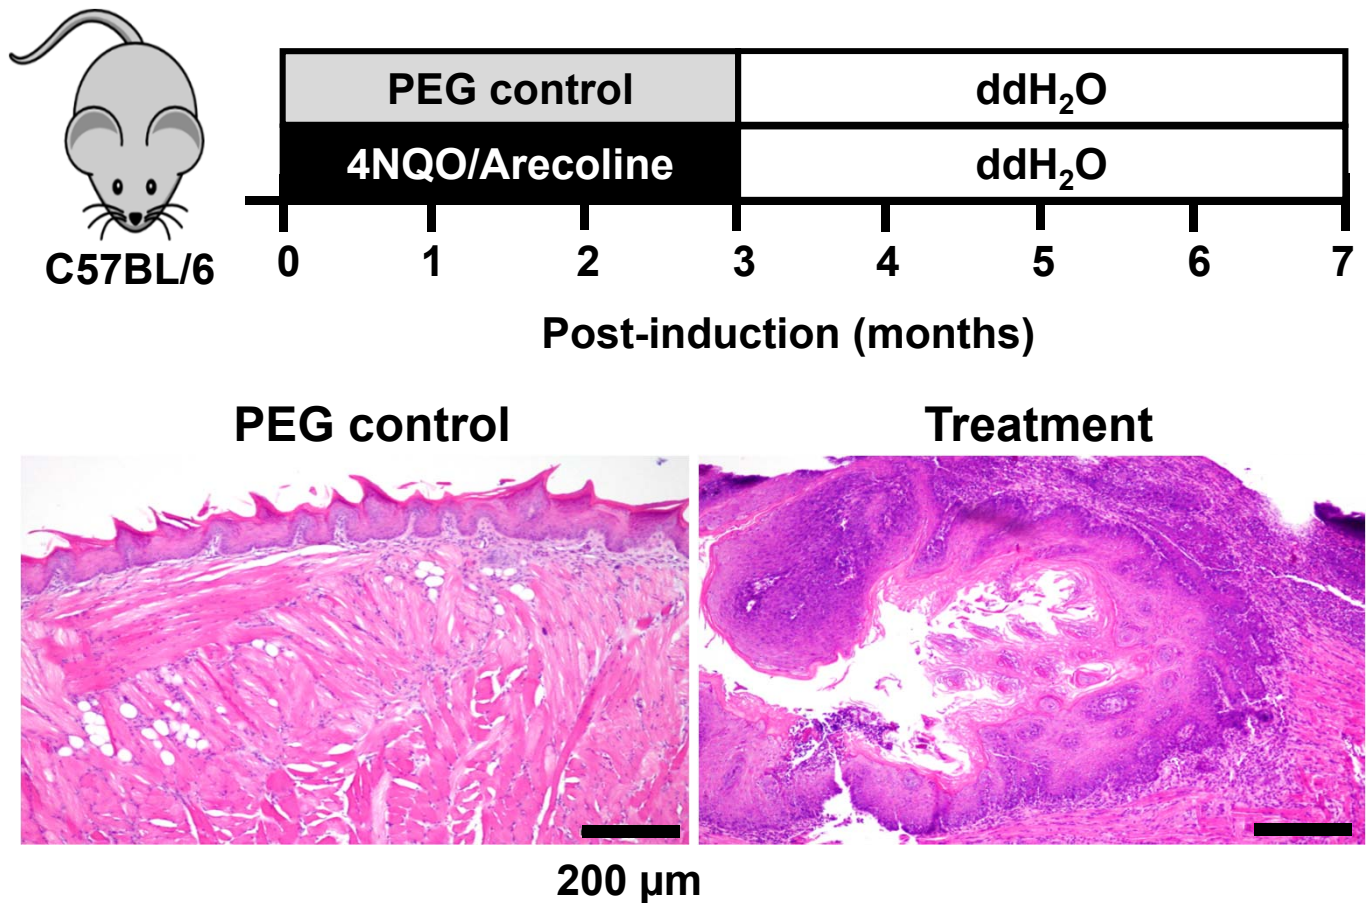 PEG control
ddH₂O
4NQO/Arecoline
ddH₂O
C57BL/6
0 1 2 3 4 5 6 7
Post-induction (months)
PEG control
Treatment
200 µm